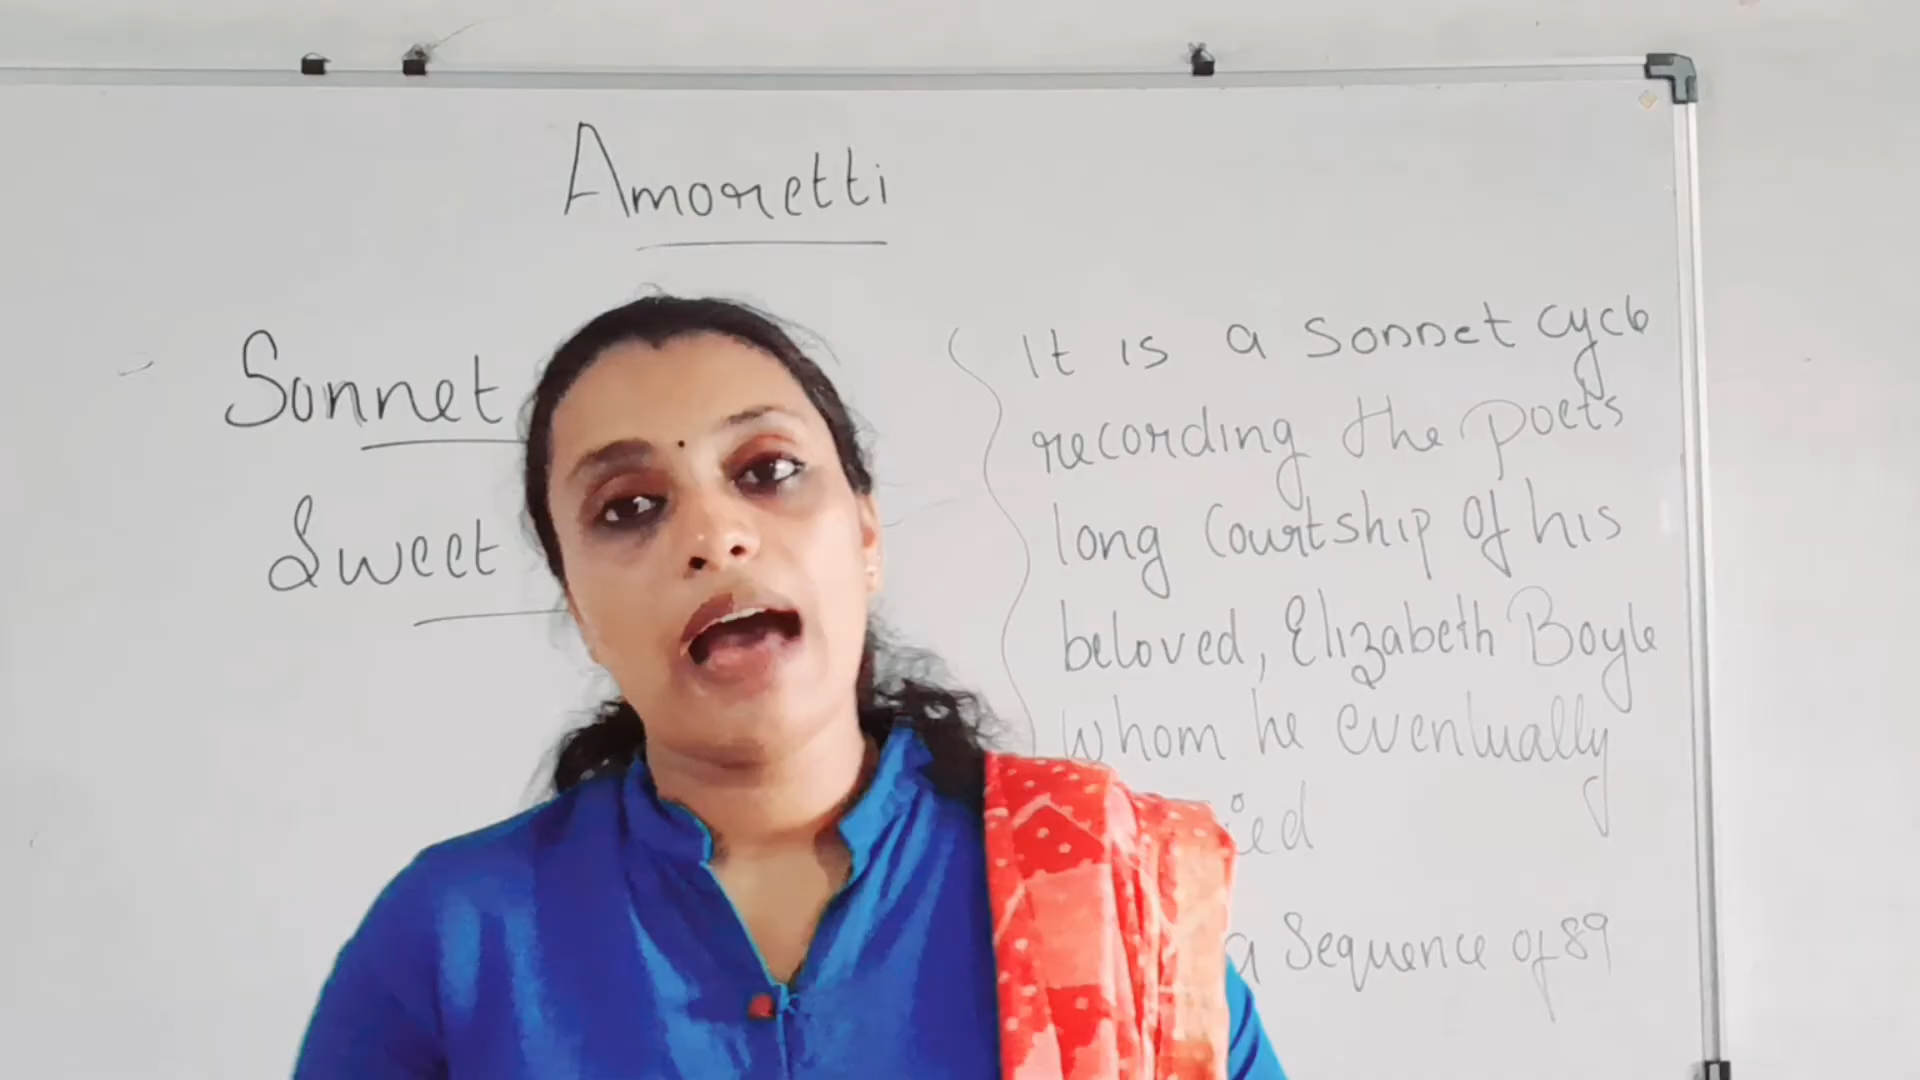 Amoretti
Sonnet
Sweet
It is a Sonnet cycle
recording the poets
long Courtship of his
beloved, Elizabeth Boyle
whom he eventually
a Sequence of 89